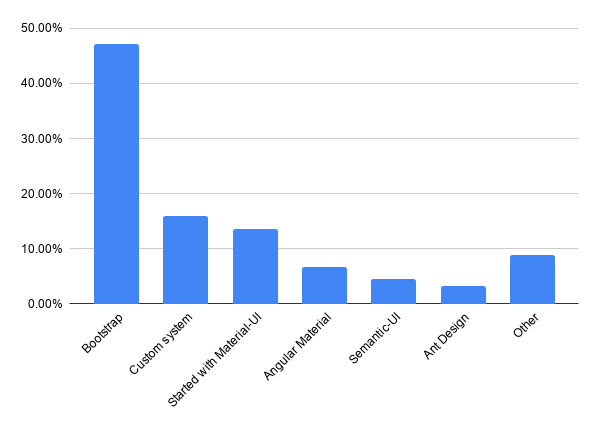 50.00%
40.00%
30.00%
20.00%
10.00%
0.00%
Bootstrap
Custom system
Started with Material-UI
Angular Material
Semantic-UI
Ant Design
Other